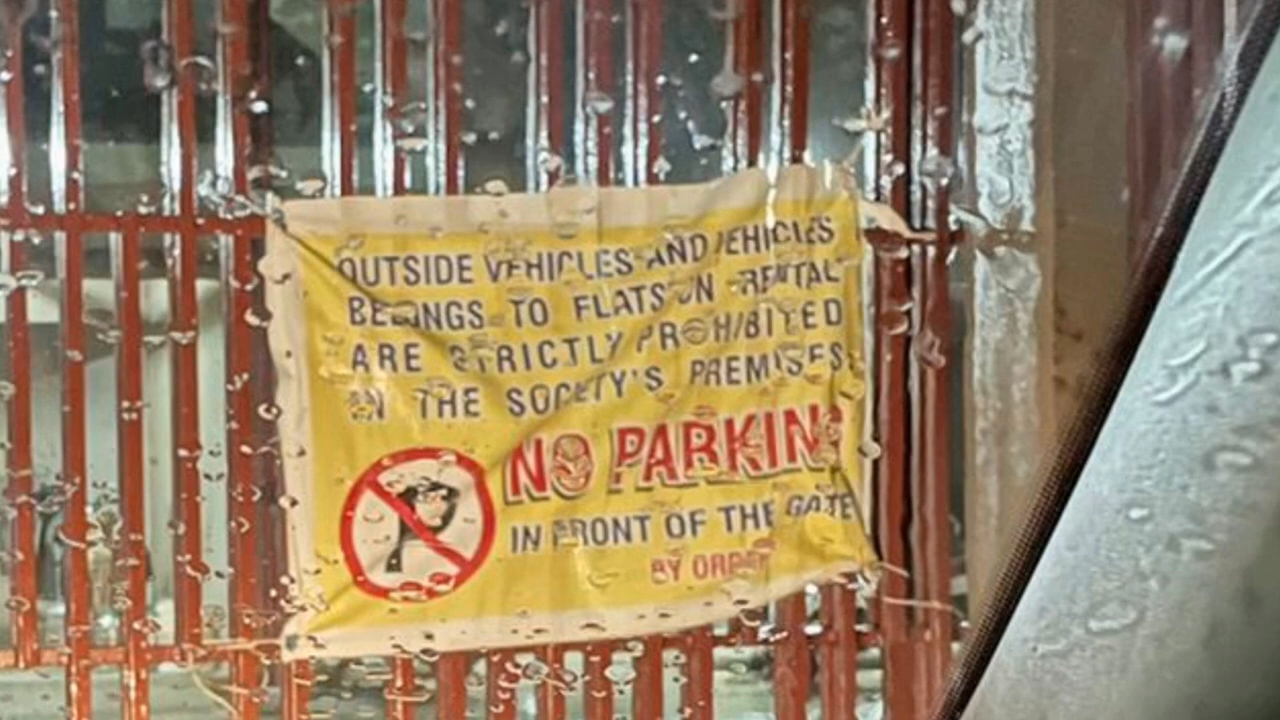 OUTSIDE VEHICLES AND VEHICLES
BELONGS TO FLATS ON RENTAL
ARE STRICTLY PROHIBITED
IN THE SOCIETY'S PREMISES.
NO PARKING
IN FRONT OF THE GATE
BY ORDER